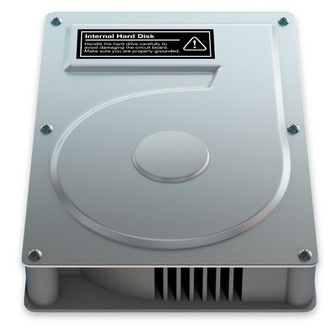 Internal Hard Disk
Handle the hard drive carefully to
avoid damaging the circuit board.
Make sure you are properly grounded.